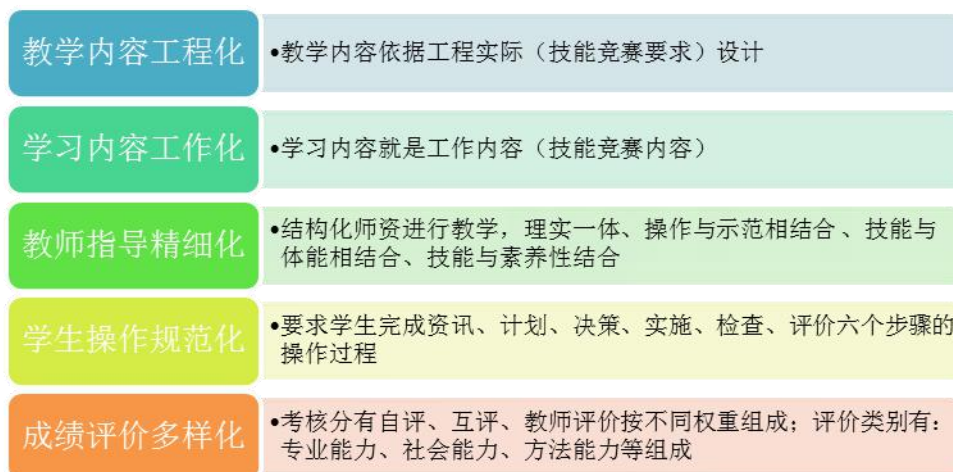 教学内容工程化
•教学内容依据工程实际（技能竞赛要求）设计
学习内容工作化
•学习内容就是工作内容（技能竞赛内容）
教师指导精细化
•结构化师资进行教学，理实一体、操作与示范相结合、技能与
体能相结合、技能与素养性结合
学生操作规范化
•要求学生完成资讯、计划、决策、实施、检查、评价六个步骤的
操作过程
成绩评价多样化
•考核分有自评、互评、教师评价按不同权重组成；评价类别有：
专业能力、社会能力、方法能力等组成